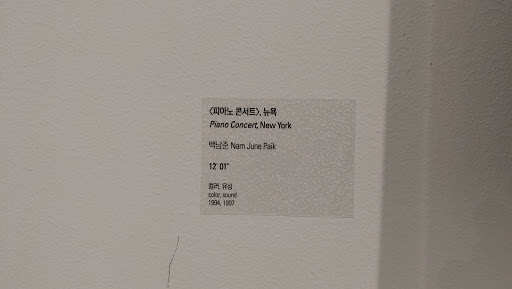 〈피아노 콘서트〉, 뉴욕
Piano Concert, New York
백남준 Nam June Paik
12' 01"
컬러, 유성
color, sound
1994, 1997